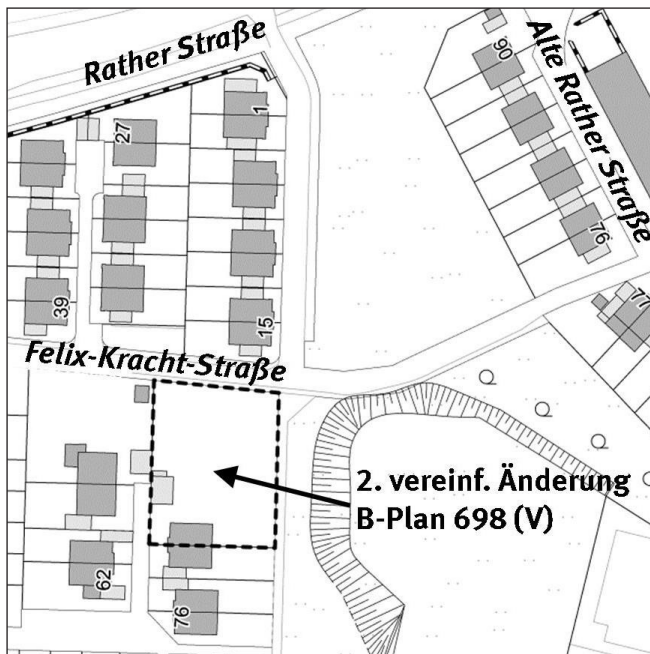 Rather Straße
Alte Rather Straße
90
1
27
76
39
15
77
Felix-Kracht-Straße
2. vereinf. Änderung
B-Plan 698 (V)
62
76